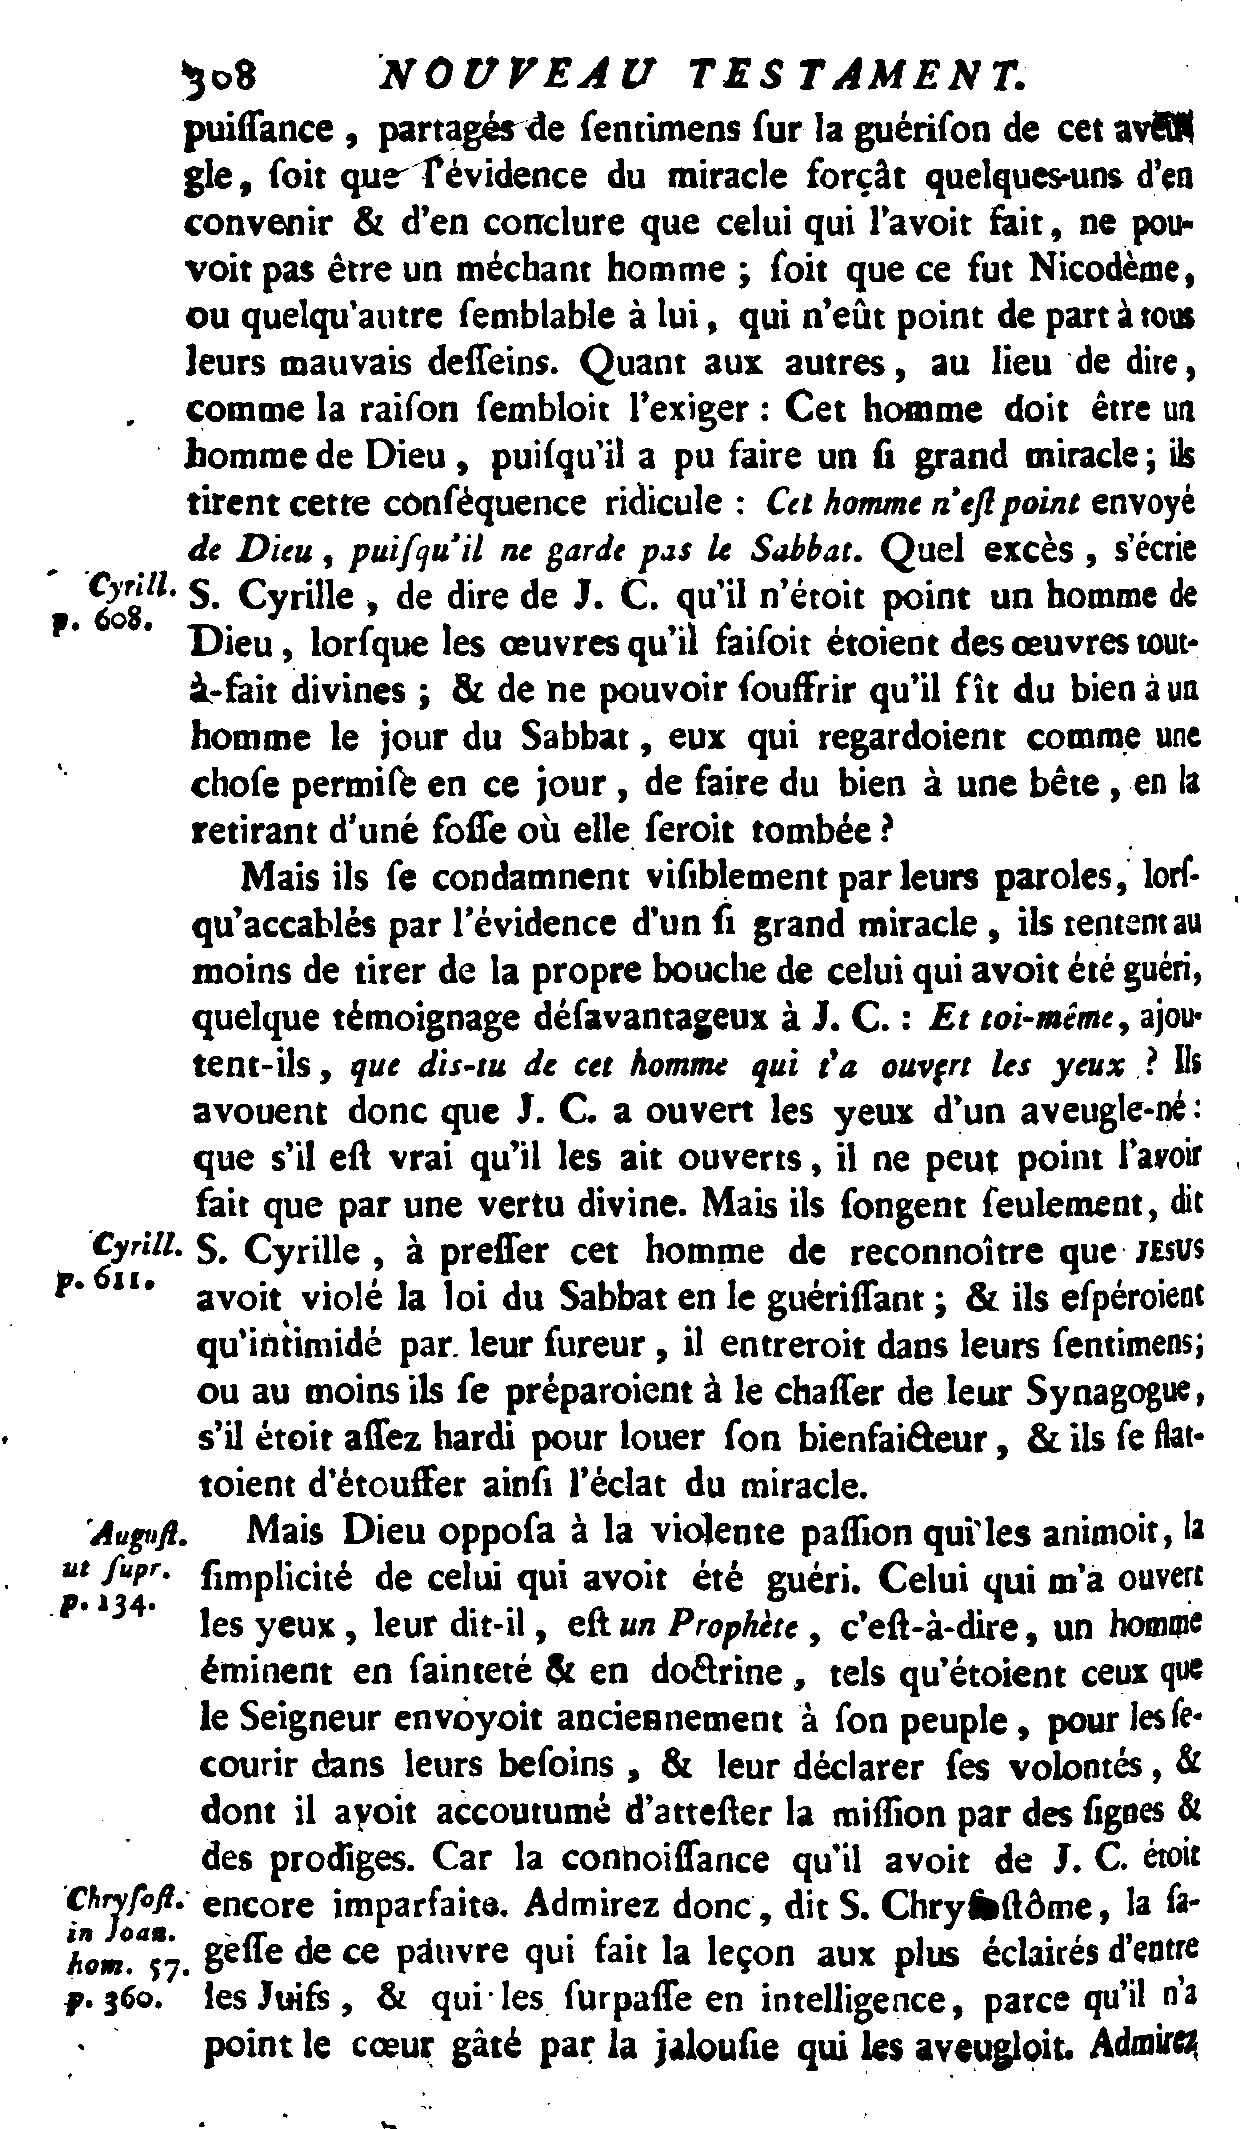 308 NOUVEAU TESTAMENT.
puiſſance, partagés de ſentimens ſur la guériſon de cet aveu-
gle, ſoit que l'évidence du miracle forçât quelques-uns d'en
convenir & d'en conclure que celui qui l'avoit fait, ne pou-
voit pas être un méchant homme ; ſoit que ce fut Nicodème,
ou quelqu'autre ſemblable à lui, qui n'eût point de part à tous
leurs mauvais deſſeins. Quant aux autres, au lieu de dire,
comme la raiſon ſembloit l'exiger : Cet homme doit être un
homme de Dieu, puiſqu'il a pu faire un ſi grand miracle ; ils
tirent cette conſéquence ridicule : Cet homme n'eſt point envoyé
de Dieu, puiſqu'il ne garde pas le Sabbat. Quel excès, s'écrie
Cyrill. S. Cyrille, de dire de J. C. qu'il n'étoit point un homme de
p. 608. Dieu, lorſque les œuvres qu'il faiſoit étoient des œuvres tout-
à-fait divines ; & de ne pouvoir ſouffrir qu'il fît du bien à un
homme le jour du Sabbat, eux qui regardoient comme une
choſe permiſe en ce jour, de faire du bien à une bête, en la
retirant d'une foſſe où elle ſeroit tombée ?
Mais ils ſe condamnent viſiblement par leurs paroles, lorſ-
qu'accablés par l'évidence d'un ſi grand miracle, ils tentent au
moins de tirer de la propre bouche de celui qui avoit été guéri,
quelque témoignage déſavantageux à J. C. : Et toi-même, ajou-
tent-ils, que dis-tu de cet homme qui t'a ouvert les yeux ? Ils
avouent donc que J. C. a ouvert les yeux d'un aveugle-né :
que s'il eſt vrai qu'il les ait ouverts, il ne peut point l'avoir
fait que par une vertu divine. Mais ils ſongent ſeulement, dit
Cyrill. S. Cyrille, à preſſer cet homme de reconnoître que JESUS
p. 611. avoit violé la loi du Sabbat en le guériſſant ; & ils eſpéroient
qu'intimidé par leur fureur, il entreroit dans leurs ſentimens ;
ou au moins ils ſe préparoient à le chaſſer de leur Synagogue,
s'il étoit aſſez hardi pour louer ſon bienfaicteur, & ils ſe flat-
toient d'étouffer ainſi l'éclat du miracle.
Auguſt. Mais Dieu oppoſa à la violente paſſion qui les animoit, la
ut ſupr. ſimplicité de celui qui avoit été guéri. Celui qui m'a ouvert
p. 134. les yeux, leur dit-il, eſt un Prophète, c'eſt-à-dire, un homme
éminent en ſainteté & en doctrine, tels qu'étoient ceux que
le Seigneur envoyoit anciennement à ſon peuple, pour les ſe-
courir dans leurs beſoins, & leur déclarer ſes volontés, &
dont il avoit accoutumé d'atteſter la miſſion par des ſignes &
des prodiges. Car la connoiſſance qu'il avoit de J. C. étoit
Chryſoſt. encore imparfaite. Admirez donc, dit S. Chryſoſtôme, la ſa-
in Joan.
hom. 57. geſſe de ce pauvre qui fait la leçon aux plus éclairés d'entre
p. 360. les Juifs, & qui les ſurpaſſe en intelligence, parce qu'il n'a
point le cœur gâté par la jalouſie qui les aveugloit. Admirez